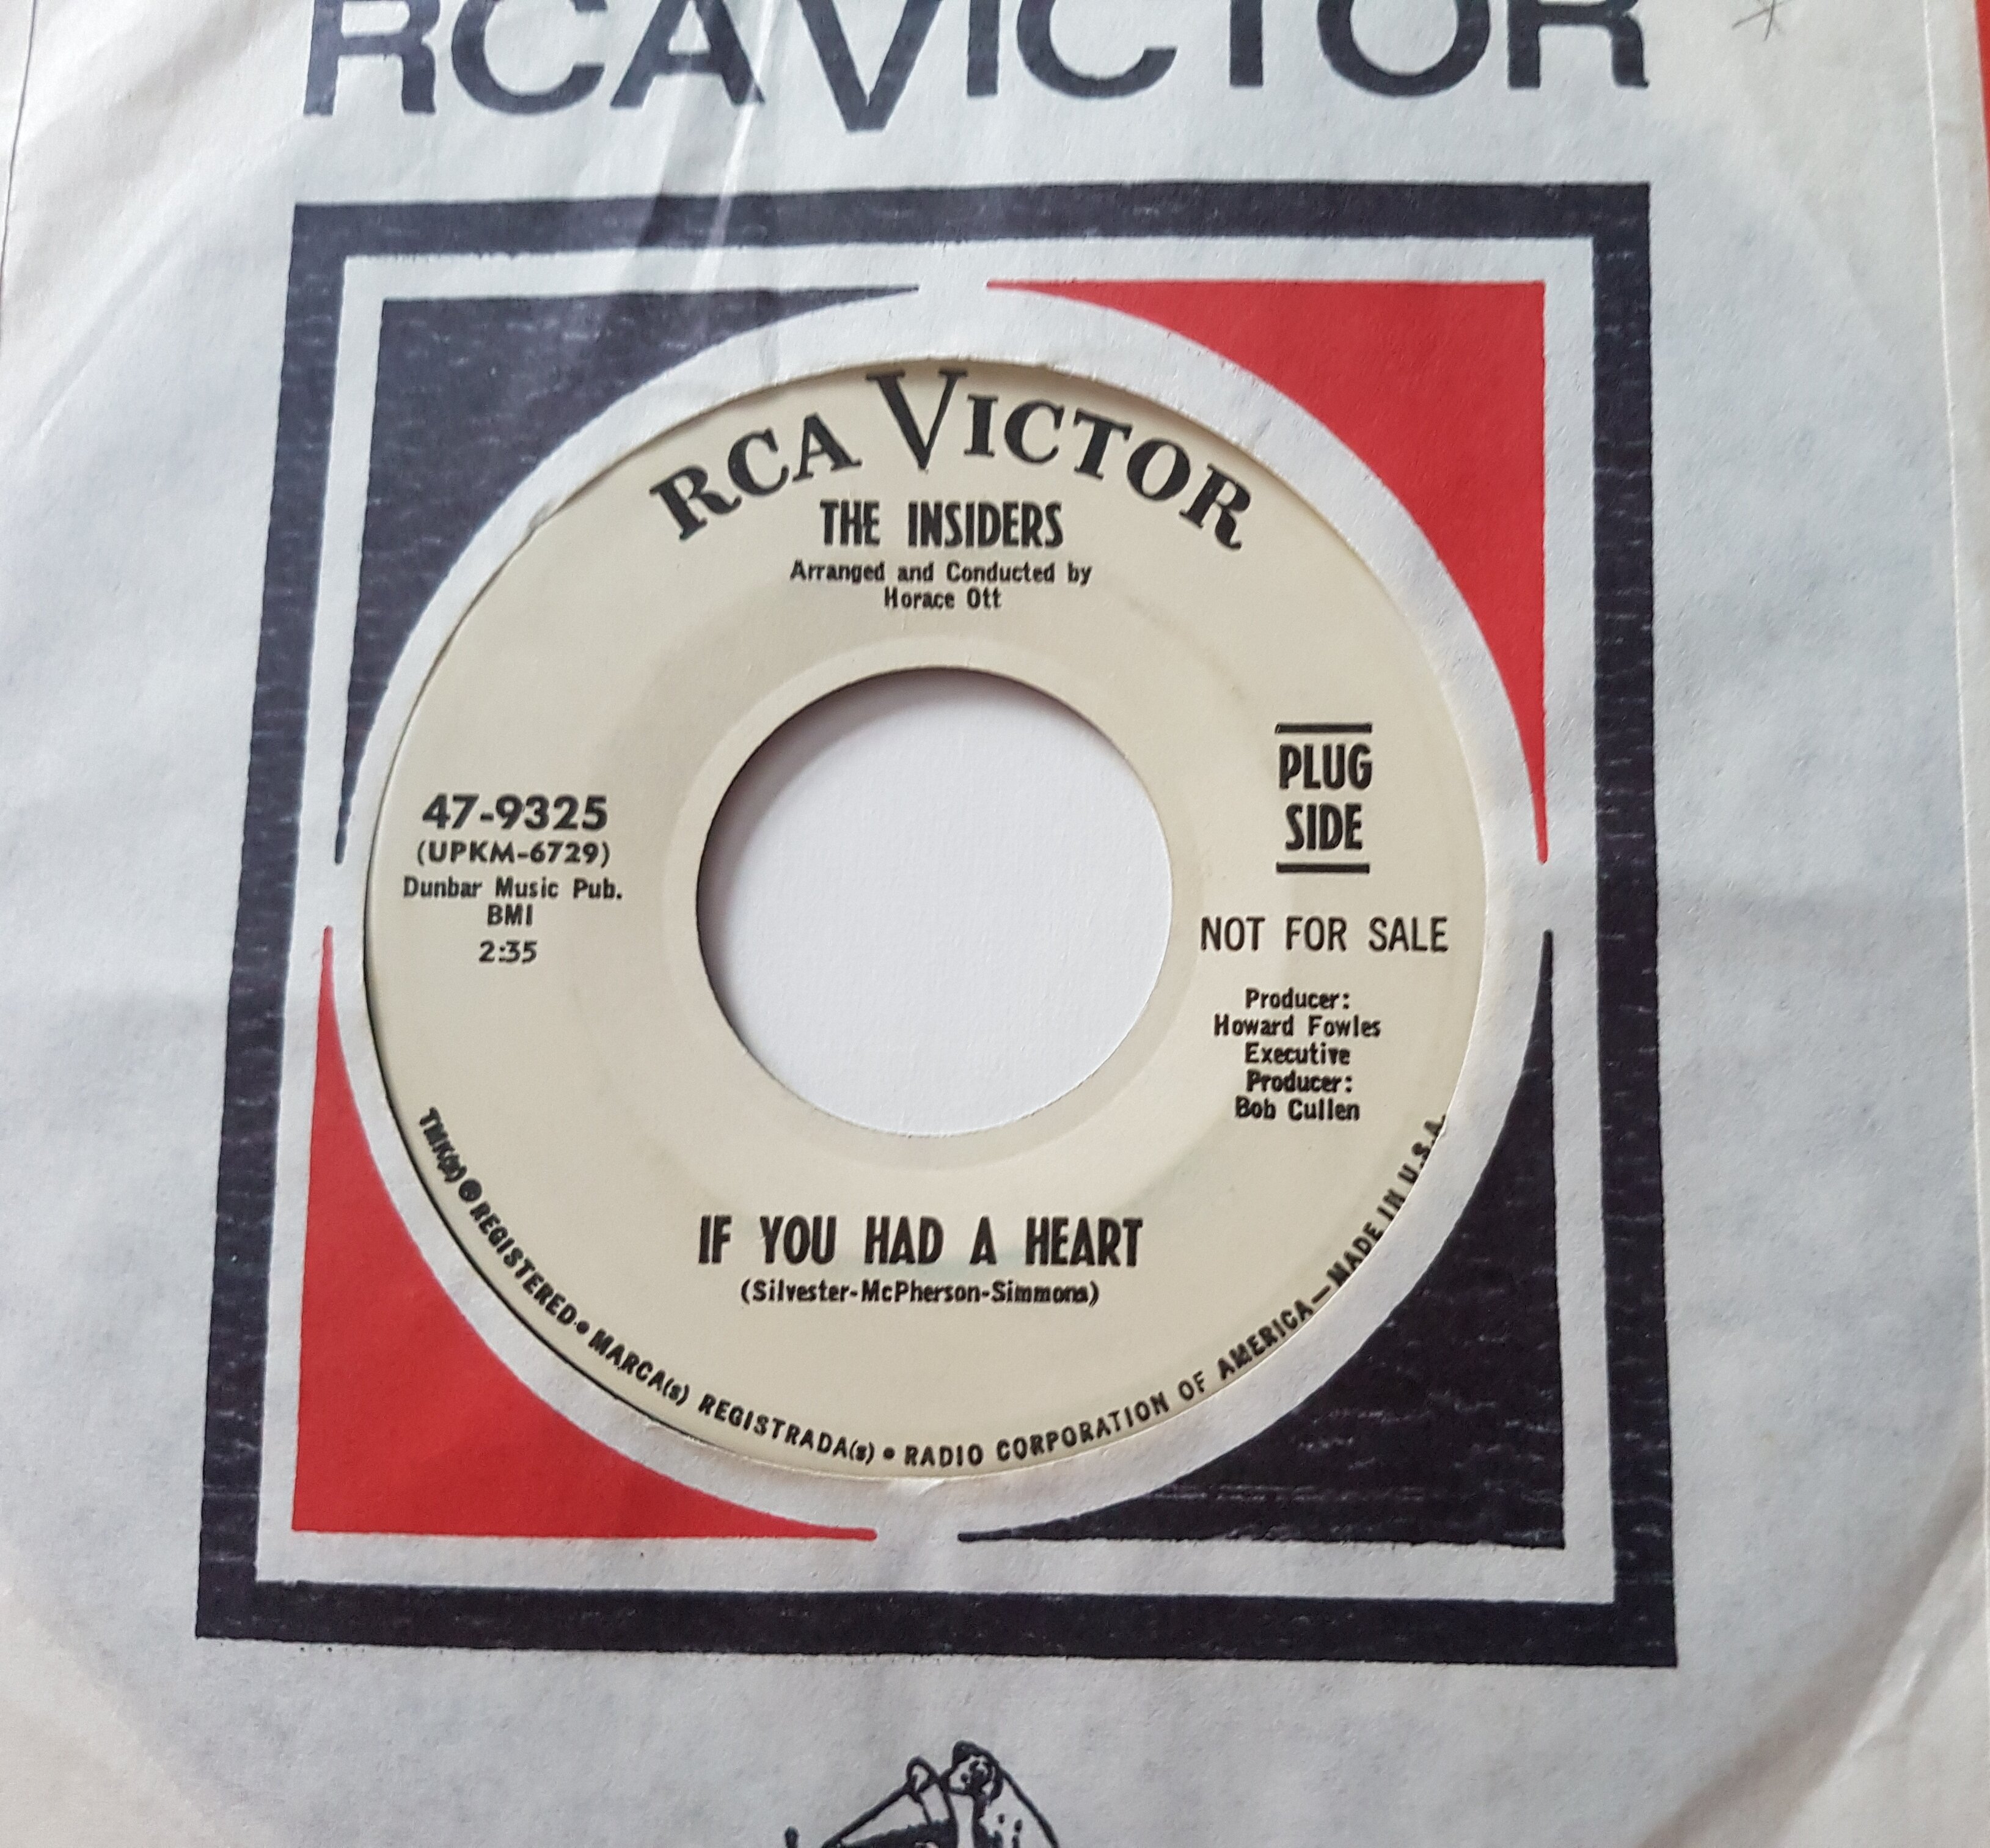 RCA VICTOR
RCA VICTOR
THE INSIDERS
Arranged and Conducted by
Horace Ott
47-9325
(UPKM-6729)
Dunbar Music Pub.
BMI
2:35
PLUG
SIDE
NOT FOR SALE
Producer:
Howard Fowles
Executive
Producer:
Bob Cullen
IF YOU HAD A HEART
(Silvester-McPherson-Simmons)
TMK(s) ® REGISTERED • MARCA(s) REGISTRADA(s) • RADIO CORPORATION OF AMERICA—MADE IN U.S.A.